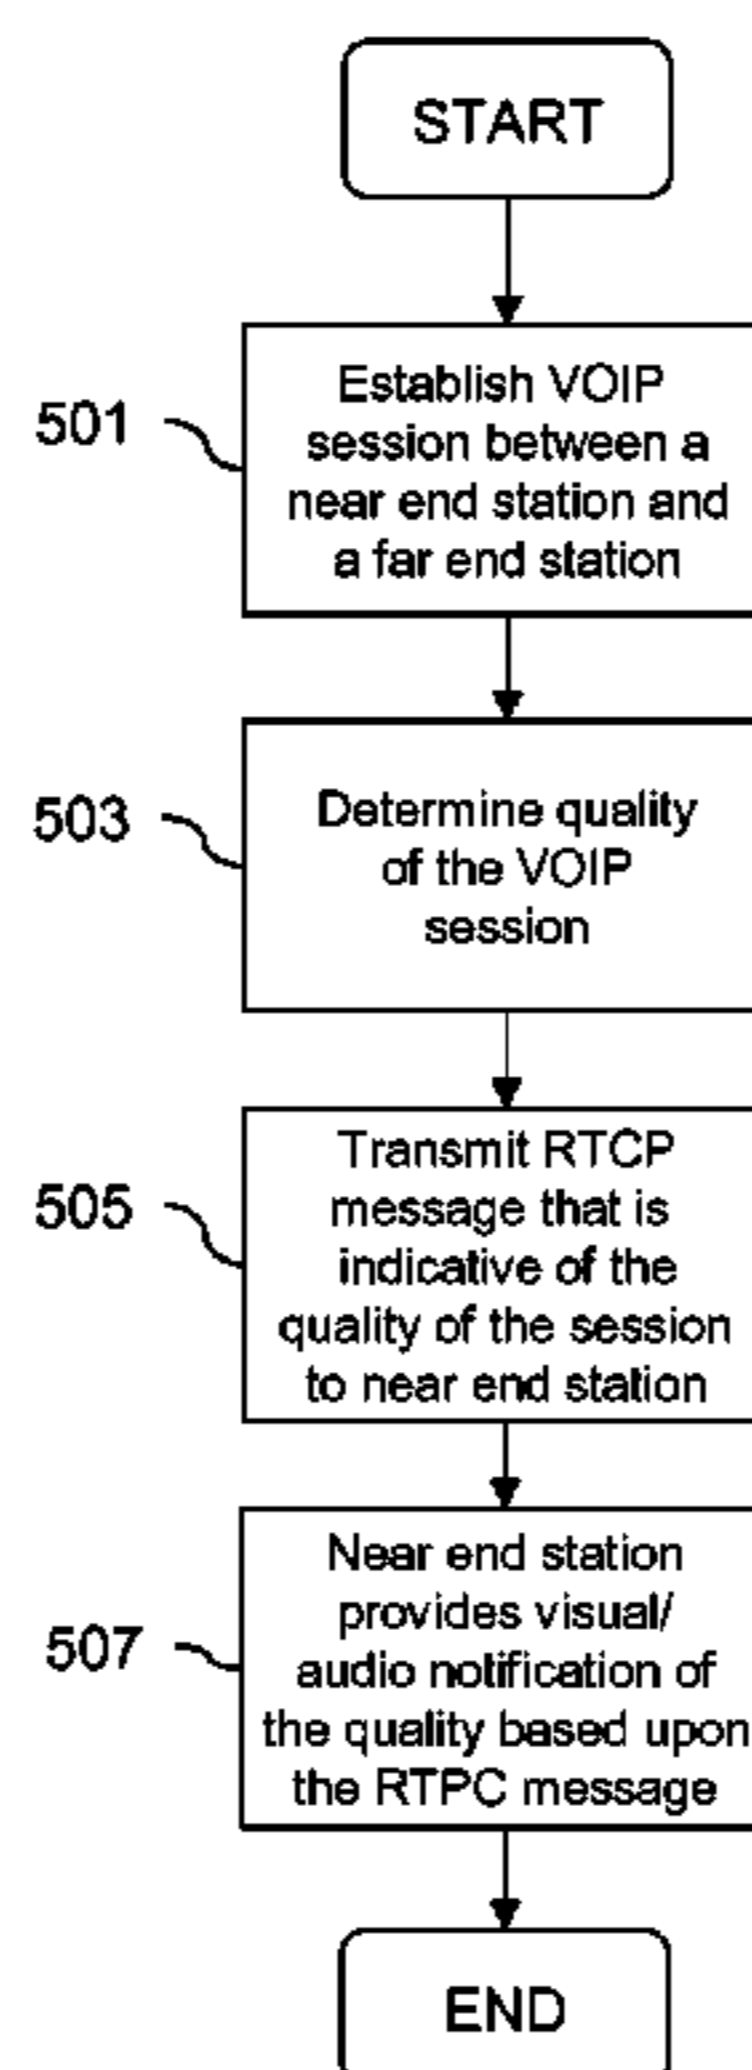 START
501
Establish VOIP
session between a
near end station and
a far end station
503
Determine quality
of the VOIP
session
505
Transmit RTCP
message that is
indicative of the
quality of the session
to near end station
507
Near end station
provides visual/
audio notification of
the quality based upon
the RTPC message
END